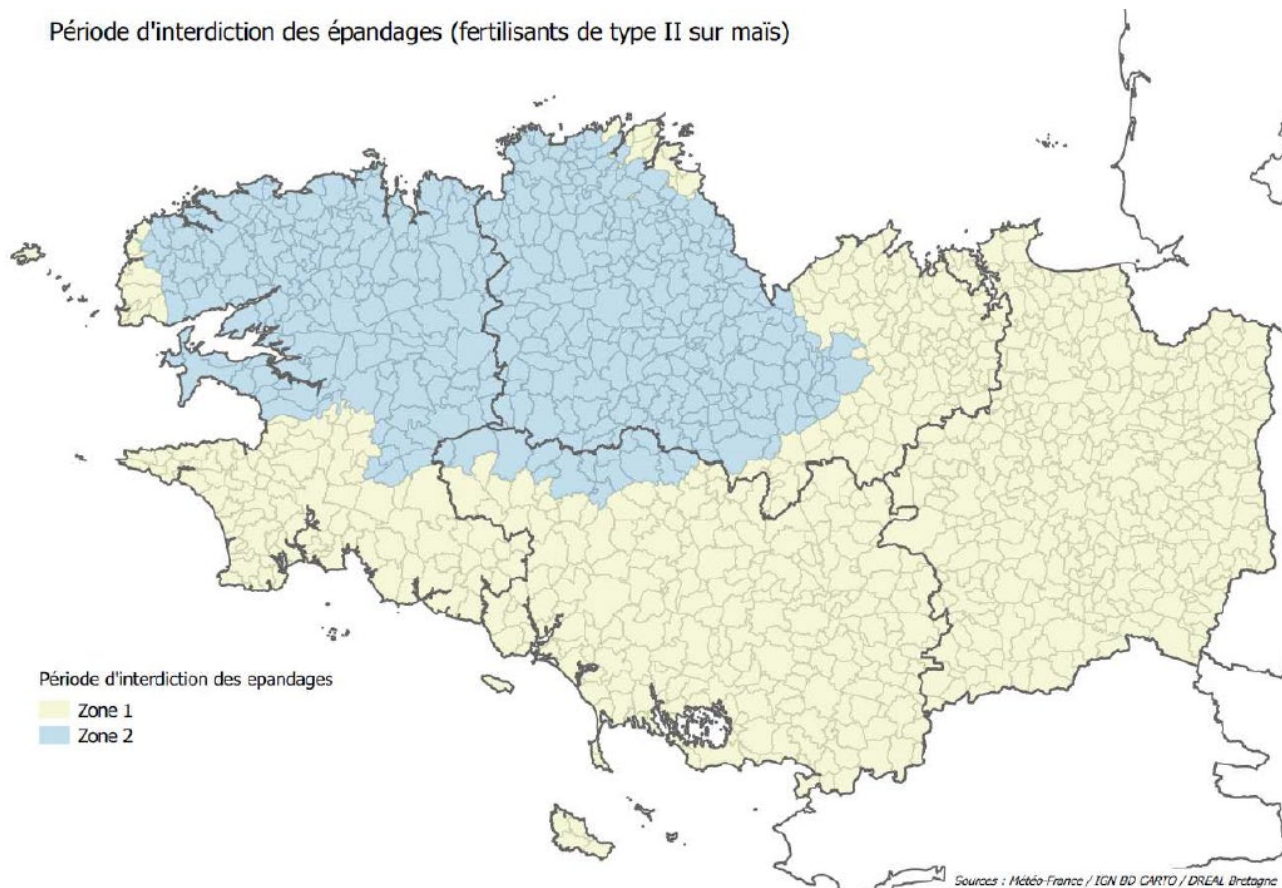 Période d'interdiction des épandages (fertilisants de type II sur maïs)
Période d'interdiction des epandages
Zone 1
Zone 2
Sources : Météo-France / IGN BD CARTO / DREAL Bretagne